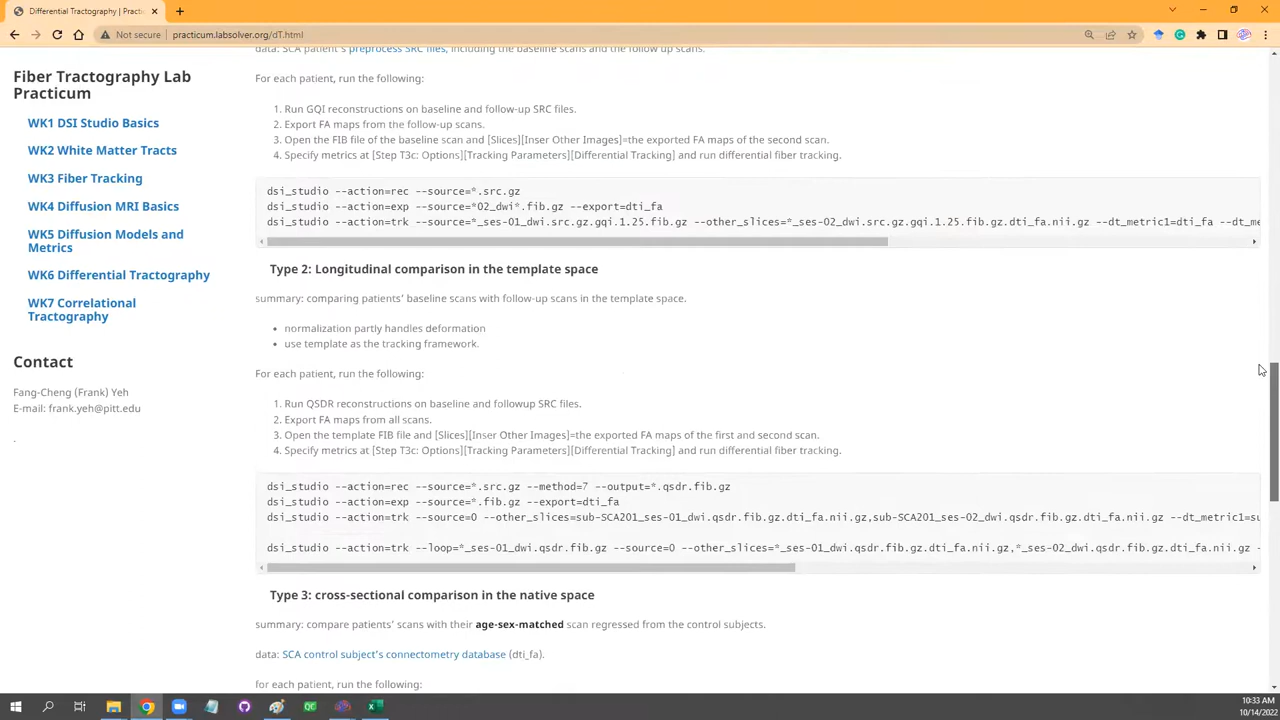 Differential Tractography | Practi
Not secure
practicum.labsolver.org/dT.html
Fiber Tractography Lab
Practicum
WK1 DSI Studio Basics
WK2 White Matter Tracts
WK3 Fiber Tracking
WK4 Diffusion MRI Basics
WK5 Diffusion Models and
Metrics
WK6 Differential Tractography
WK7 Correlational
Tractography
Contact
Fang-Cheng (Frank) Yeh
E-mail: frank.yeh@pitt.edu
.
data: SCA patient's preprocess SRC files, including the baseline scans and the follow up scans.
For each patient, run the following:
1. Run GQI reconstructions on baseline and follow-up SRC files.
2. Export FA maps from the follow-up scans.
3. Open the FIB file of the baseline scan and [Slices][Inser Other Images]=the exported FA maps of the second scan.
4. Specify metrics at [Step T3c: Options][Tracking Parameters][Differential Tracking] and run differential fiber tracking.
dsi_studio --action=rec --source=*.src.gz
dsi_studio --action=exp --source=*02_dwi*.fib.gz --export=dti_fa
dsi_studio --action=trk --source=*_ses-01_dwi.src.gz.gqi.1.25.fib.gz --other_slices=*_ses-02_dwi.src.gz.gqi.1.25.fib.gz.dti_fa.nii.gz --dt_metric1=dti_fa --dt_me
Type 2: Longitudinal comparison in the template space
summary: comparing patients' baseline scans with follow-up scans in the template space.
• normalization partly handles deformation
• use template as the tracking framework.
For each patient, run the following:
1. Run QSDR reconstructions on baseline and followup SRC files.
2. Export FA maps from all scans.
3. Open the template FIB file and [Slices][Inser Other Images]=the exported FA maps of the first and second scan.
4. Specify metrics at [Step T3c: Options][Tracking Parameters][Differential Tracking] and run differential fiber tracking.
dsi_studio --action=rec --source=*.src.gz --method=7 --output=*.qsdr.fib.gz
dsi_studio --action=exp --source=*.fib.gz --export=dti_fa
dsi_studio --action=trk --source=0 --other_slices=sub-SCA201_ses-01_dwi.qsdr.fib.gz.dti_fa.nii.gz,sub-SCA201_ses-02_dwi.qsdr.fib.gz.dti_fa.nii.gz --dt_metric1=su
dsi_studio --action=trk --loop=*_ses-01_dwi.qsdr.fib.gz --source=0 --other_slices=*_ses-01_dwi.qsdr.fib.gz.dti_fa.nii.gz,*_ses-02_dwi.qsdr.fib.gz.dti_fa.nii.gz -
Type 3: cross-sectional comparison in the native space
summary: compare patients' scans with their age-sex-matched scan regressed from the control subjects.
data: SCA control subject's connectometry database (dti_fa).
for each patient, run the following:
10:33 AM
10/14/2022